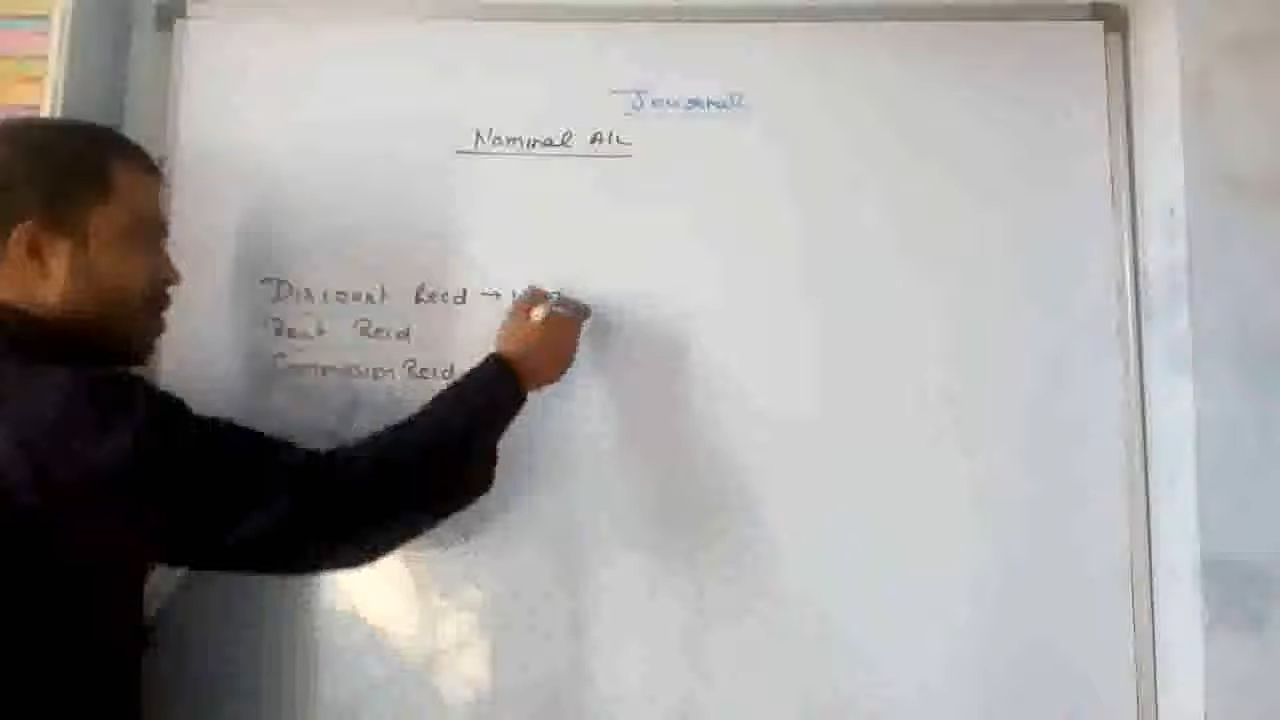 Journal
Nominal A/c
Discount Recd →
Rent Recd
Commission Recd